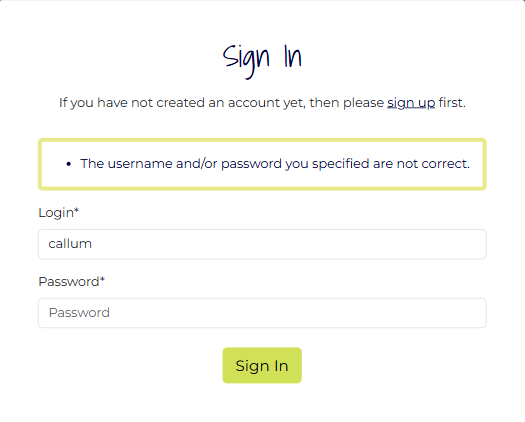 Sign In
If you have not created an account yet, then please sign up first.
• The username and/or password you specified are not correct.
Login*
callum
Password*
Password
Sign In